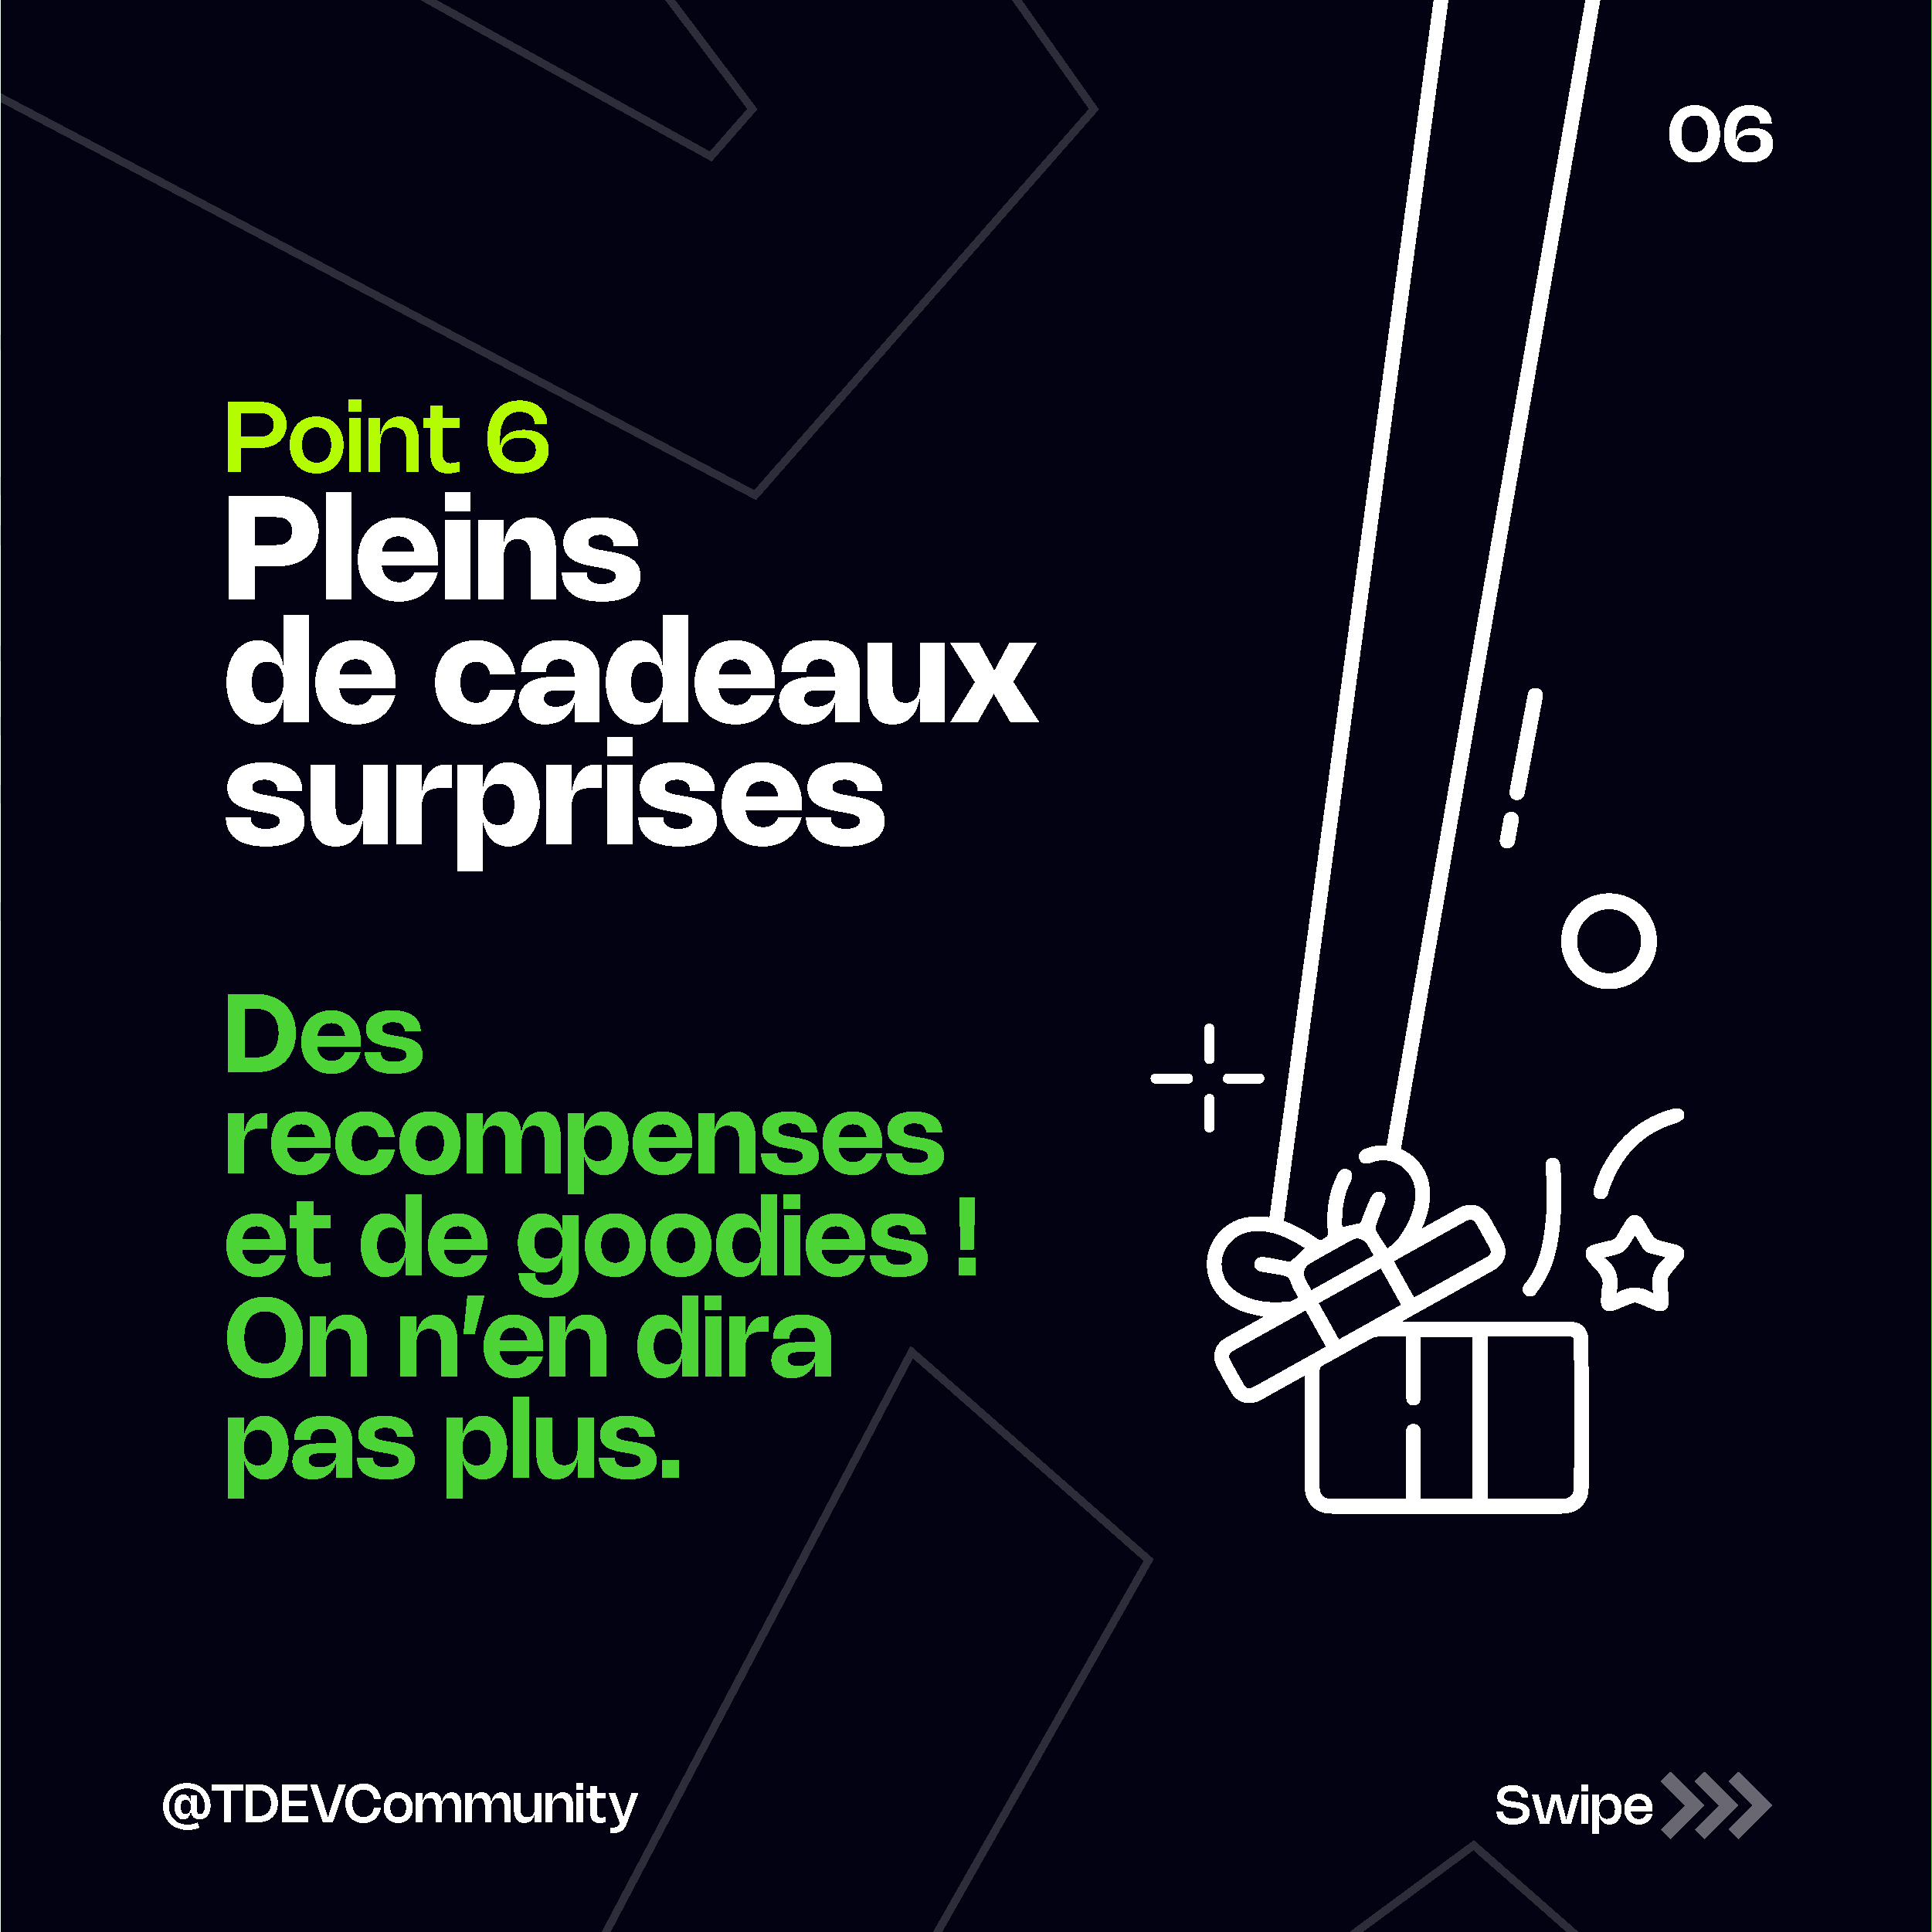 06
Point 6
Pleins
de cadeaux
surprises
Des
recompenses
et de goodies !
On n'en dira
pas plus.
@TDEVCommunity
Swipe